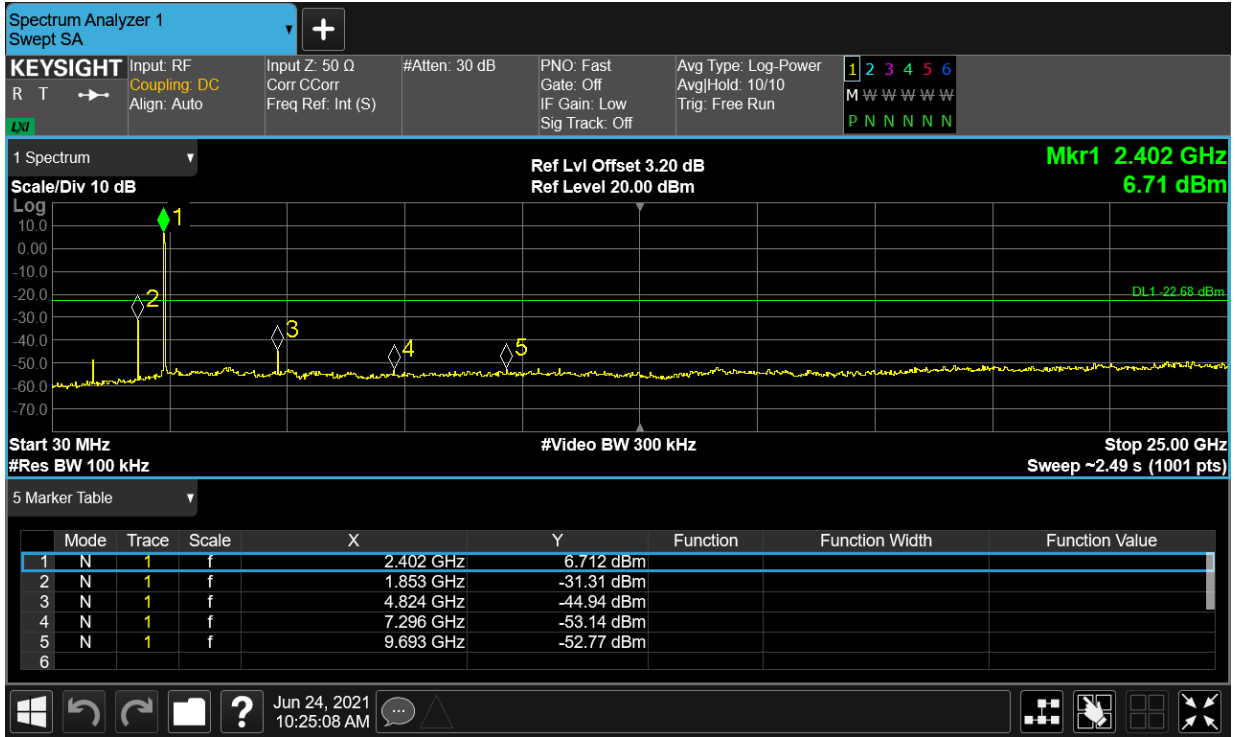 Spectrum Analyzer 1
Swept SA
KEYSIGHT Input: RF Input Z: 50 Ω #Atten: 30 dB PNO: Fast Avg Type: Log-Power 1 2 3 4 5 6
R T Coupling: DC Corr CCorr Gate: Off Avg|Hold: 10/10 M W W W W W
Align: Auto Freq Ref: Int (S) IF Gain: Low Trig: Free Run
LXI Sig Track: Off P N N N N N
1 Spectrum Ref Lvl Offset 3.20 dB Mkr1 2.402 GHz
Scale/Div 10 dB Ref Level 20.00 dBm 6.71 dBm
Log
1
10.0
0.00
-10.0
-20.0 2 DL1 -22.68 dBm
-30.0 3
-40.0 4 5
-50.0
-60.0
-70.0
Start 30 MHz #Video BW 300 kHz Stop 25.00 GHz
#Res BW 100 kHz Sweep ~2.49 s (1001 pts)
5 Marker Table
Mode Trace Scale X Y Function Function Width Function Value
1 N 1 f 2.402 GHz 6.712 dBm
2 N 1 f 1.853 GHz -31.31 dBm
3 N 1 f 4.824 GHz -44.94 dBm
4 N 1 f 7.296 GHz -53.14 dBm
5 N 1 f 9.693 GHz -52.77 dBm
6
? Jun 24, 2021
10:25:08 AM